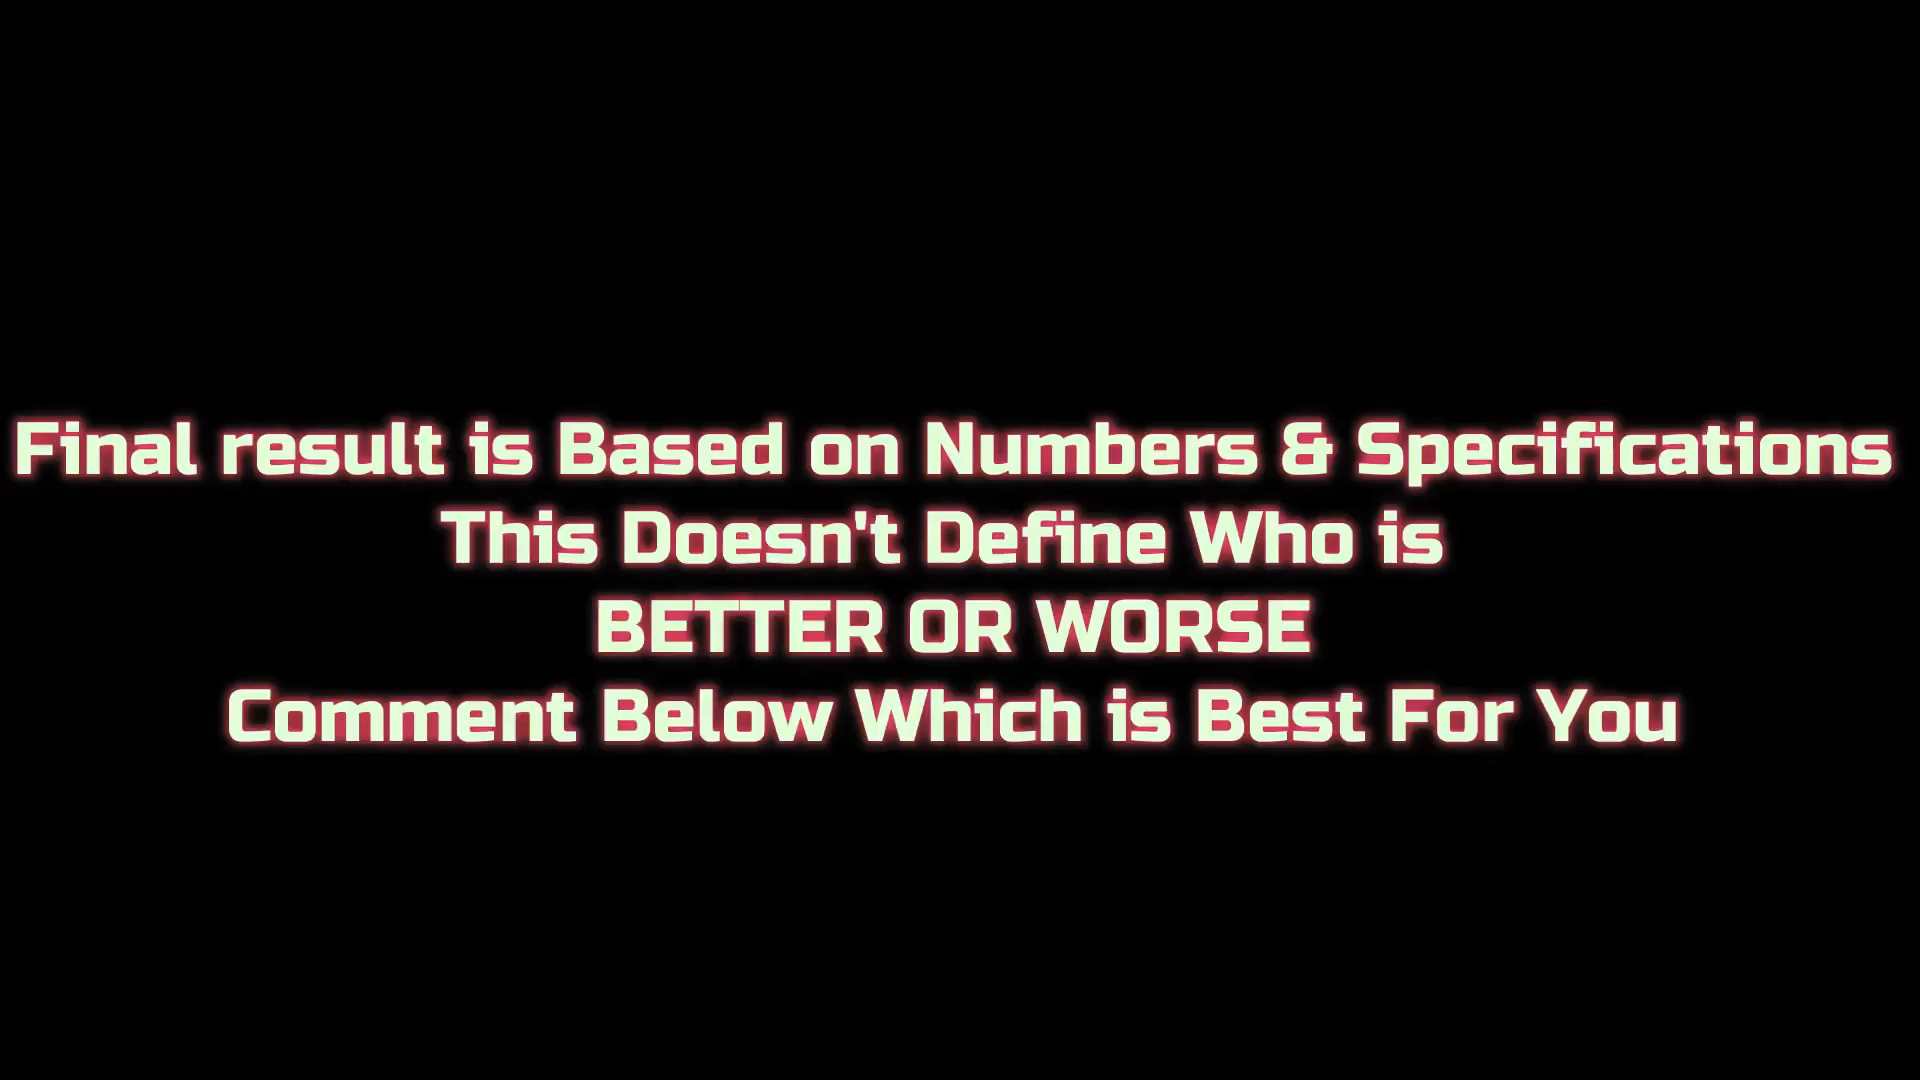 Final result is Based on Numbers & Specifications
This Doesn't Define Who is
BETTER OR WORSE
Comment Below Which is Best For You